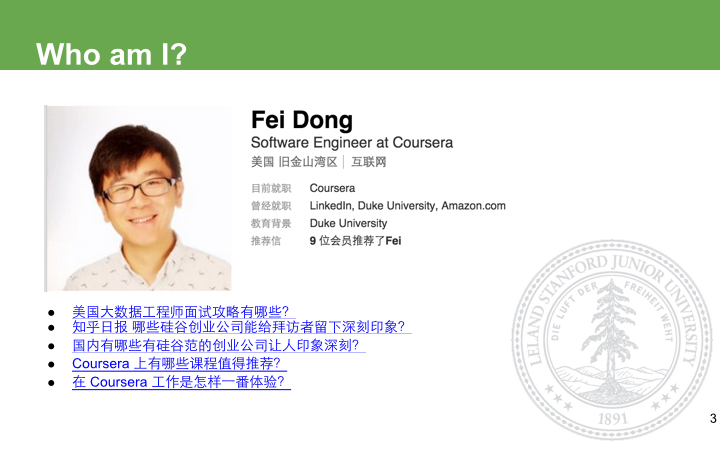 Who am I?
Fei Dong
Software Engineer at Coursera
美国 旧金山湾区 | 互联网
目前就职 Coursera
曾经就职 LinkedIn, Duke University, Amazon.com
教育背景 Duke University
推荐信 9 位会员推荐了Fei
● 美国大数据工程师面试攻略有哪些？
● 知乎日报 哪些硅谷创业公司能给拜访者留下深刻印象？
● 国内有哪些有硅谷范的创业公司让人印象深刻？
● Coursera 上有哪些课程值得推荐？
● 在 Coursera 工作是怎样一番体验？
LELAND STANFORD JUNIOR UNIVERSITY
DIE LUFT DER FREIHEIT WEHT
1891
3